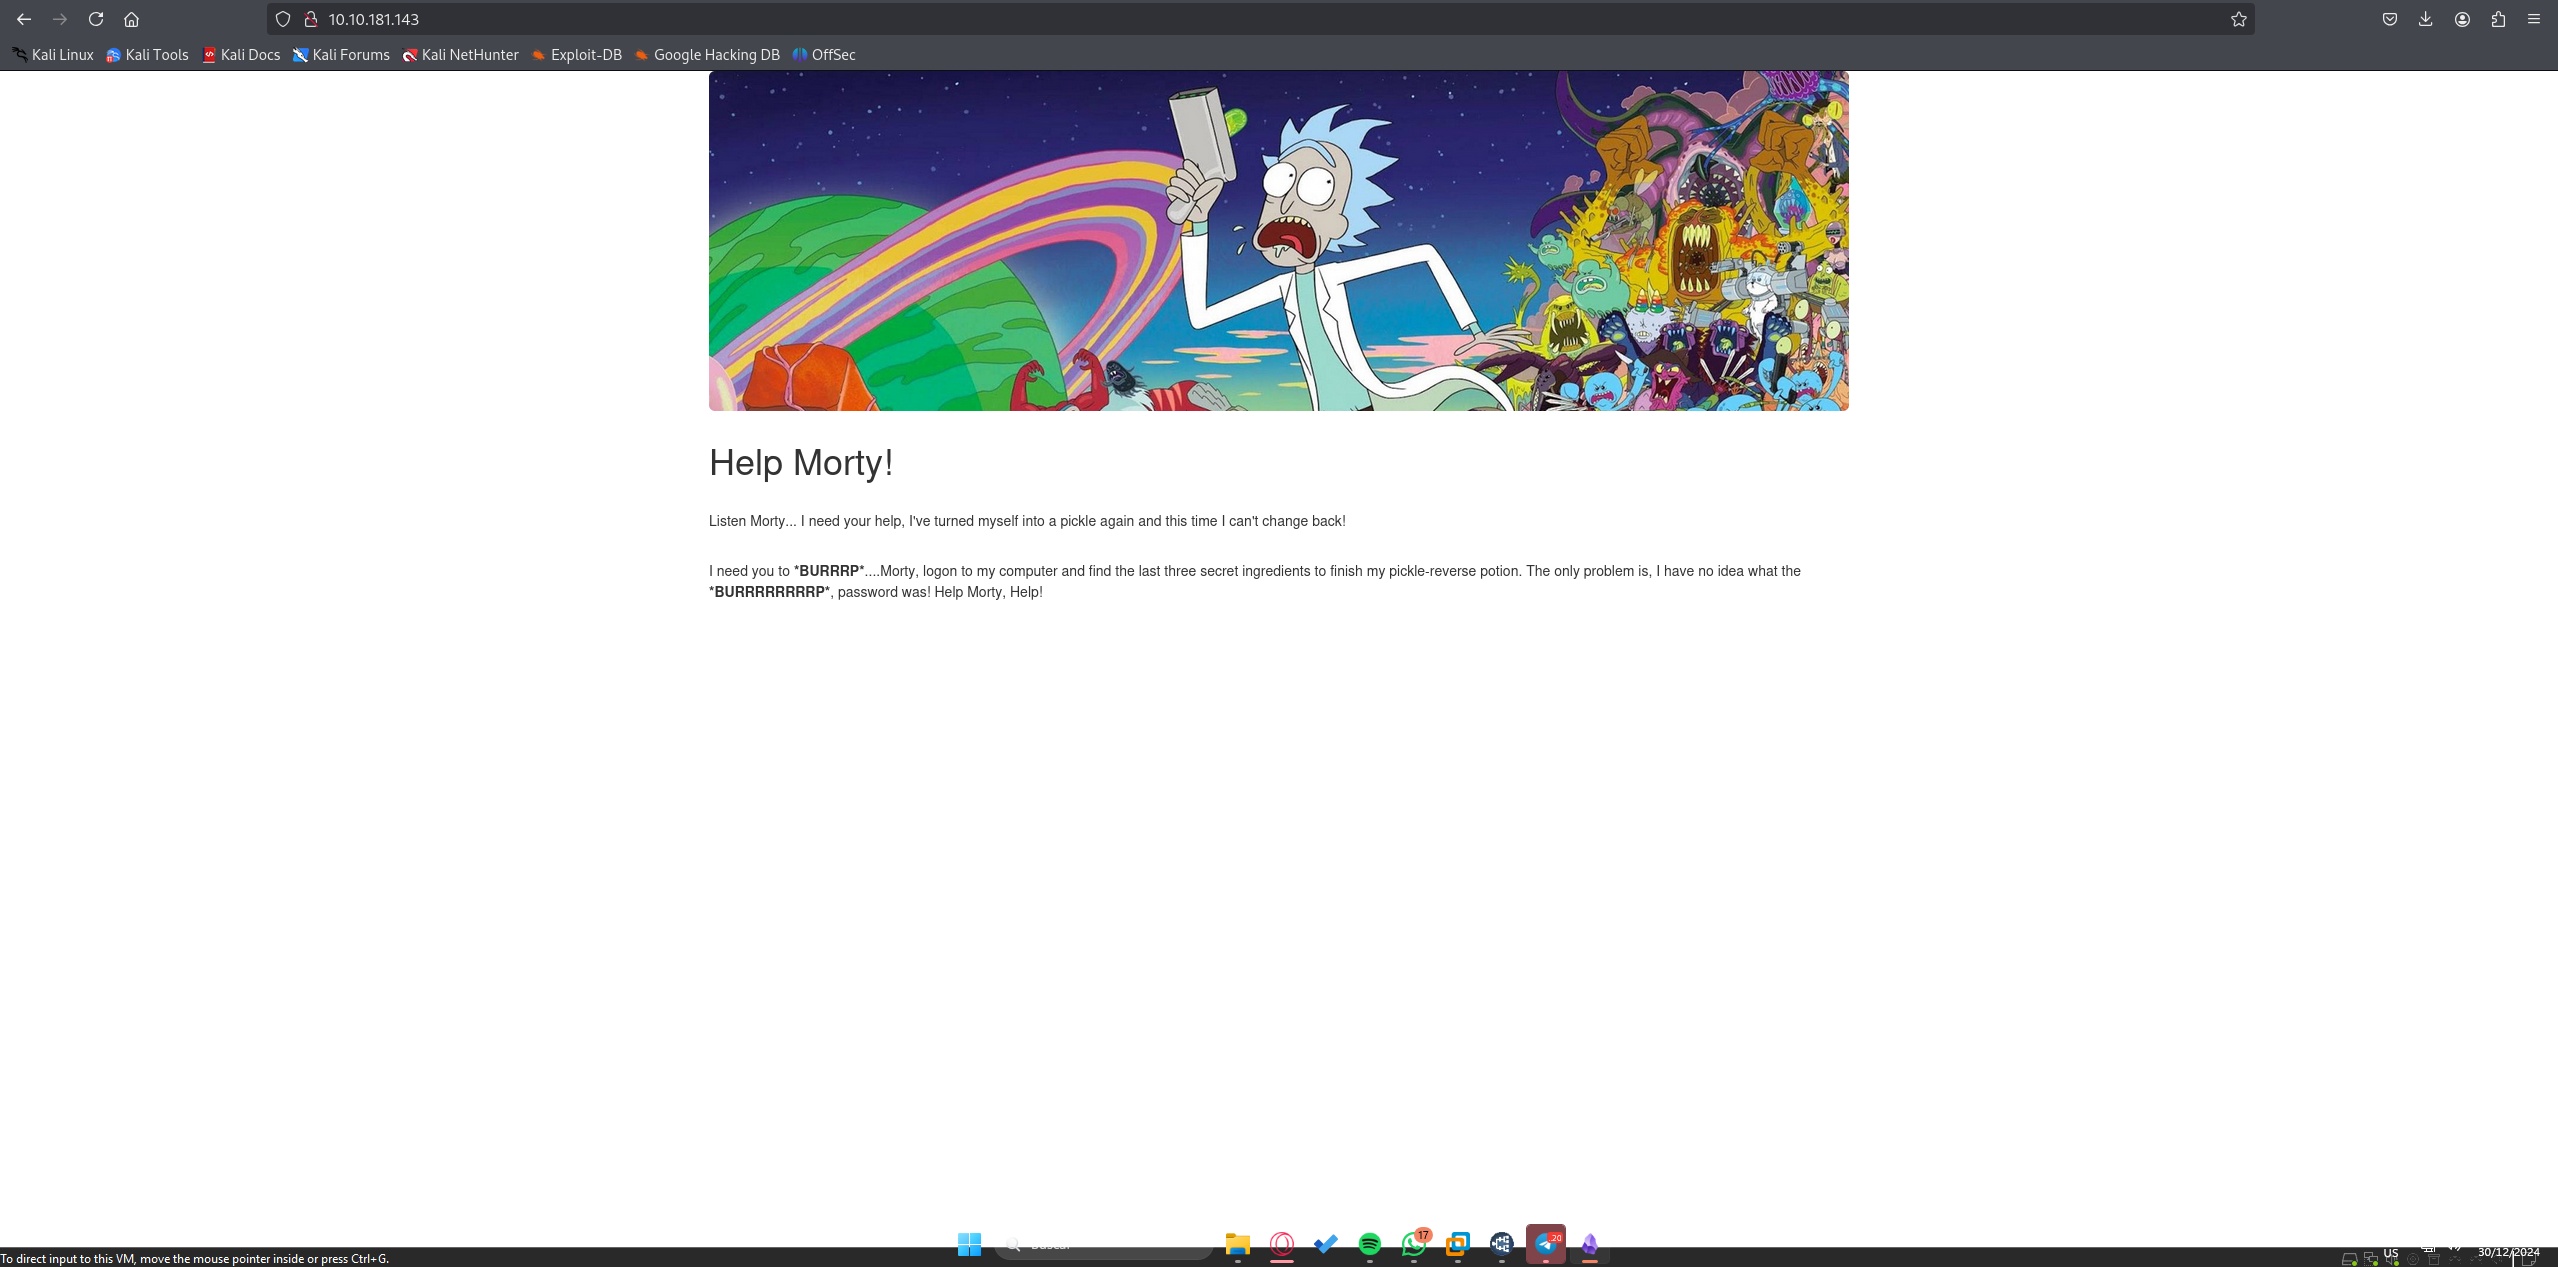 10.10.181.143
Kali Linux Kali Tools Kali Docs Kali Forums Kali NetHunter Exploit-DB Google Hacking DB OffSec
Help Morty!
Listen Morty... I need your help, I've turned myself into a pickle again and this time I can't change back!
I need you to *BURRRP*....Morty, logon to my computer and find the last three secret ingredients to finish my pickle-reverse potion. The only problem is, I have no idea what the
*BURRRRRRRRP*, password was! Help Morty, Help!
17
20
To direct input to this VM, move the mouse pointer inside or press Ctrl+G.
US
30/12/2024